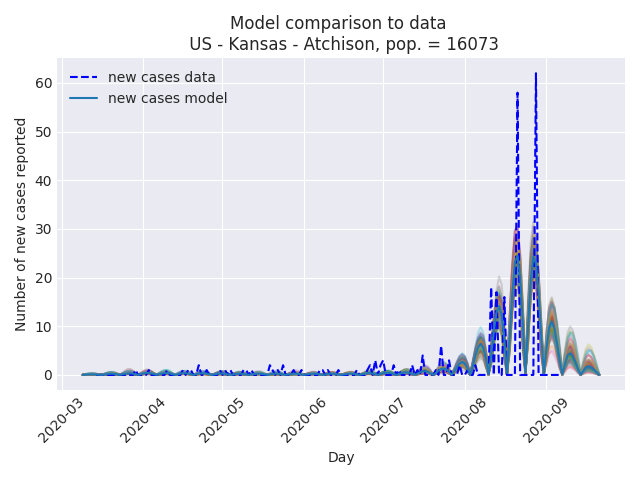 Model comparison to data
US - Kansas - Atchison, pop. = 16073
new cases data
new cases model
Number of new cases reported
60
50
40
30
20
10
0
2020-03
2020-04
2020-05
2020-06
2020-07
2020-08
2020-09
Day